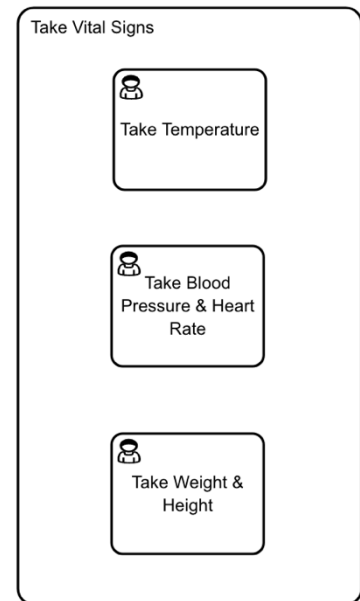 Take Vital Signs
Take Temperature
Take Blood
Pressure & Heart
Rate
Take Weight &
Height